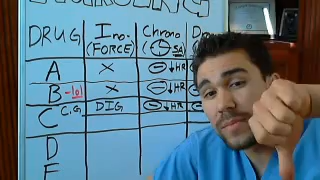 DRUG Ino- Chrono
(FORCE) SA
A X ⊖ ↓HR
B -lol X ⊖ ↓HR
C C.G. DIG ⊖ ↓HR
D